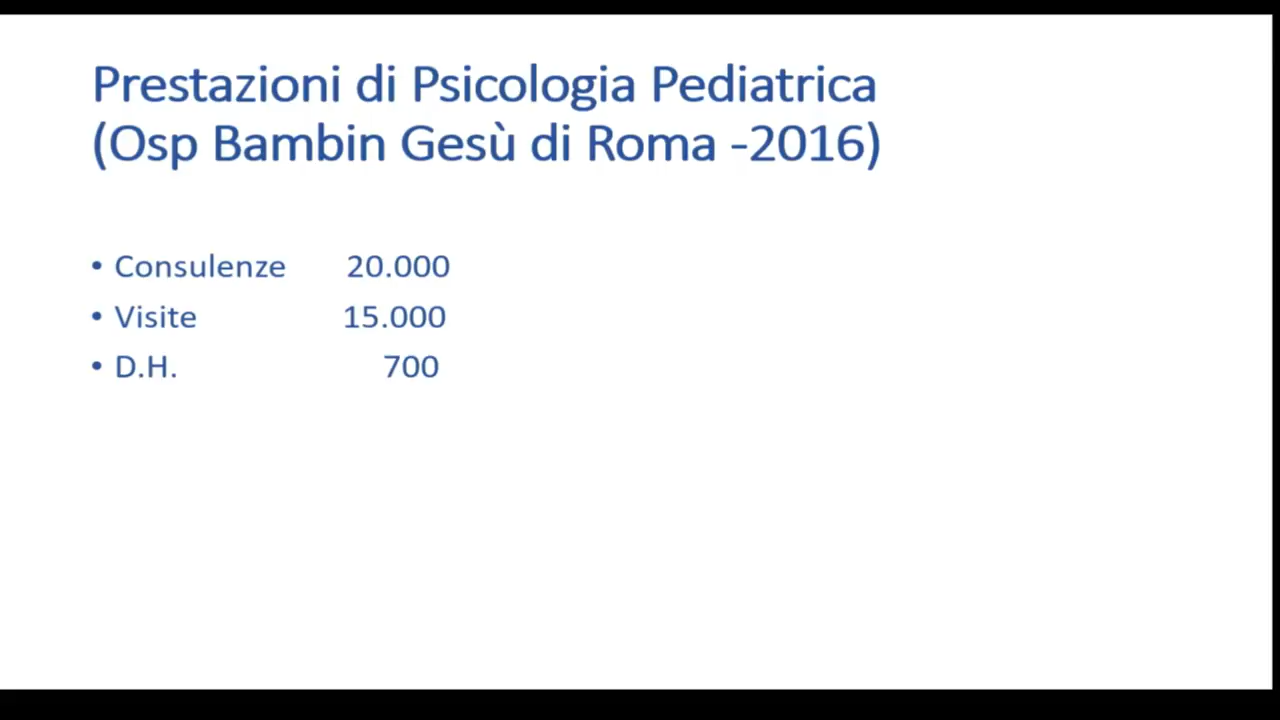 Prestazioni di Psicologia Pediatrica
(Osp Bambin Gesù di Roma -2016)
• Consulenze 20.000
• Visite 15.000
• D.H. 700